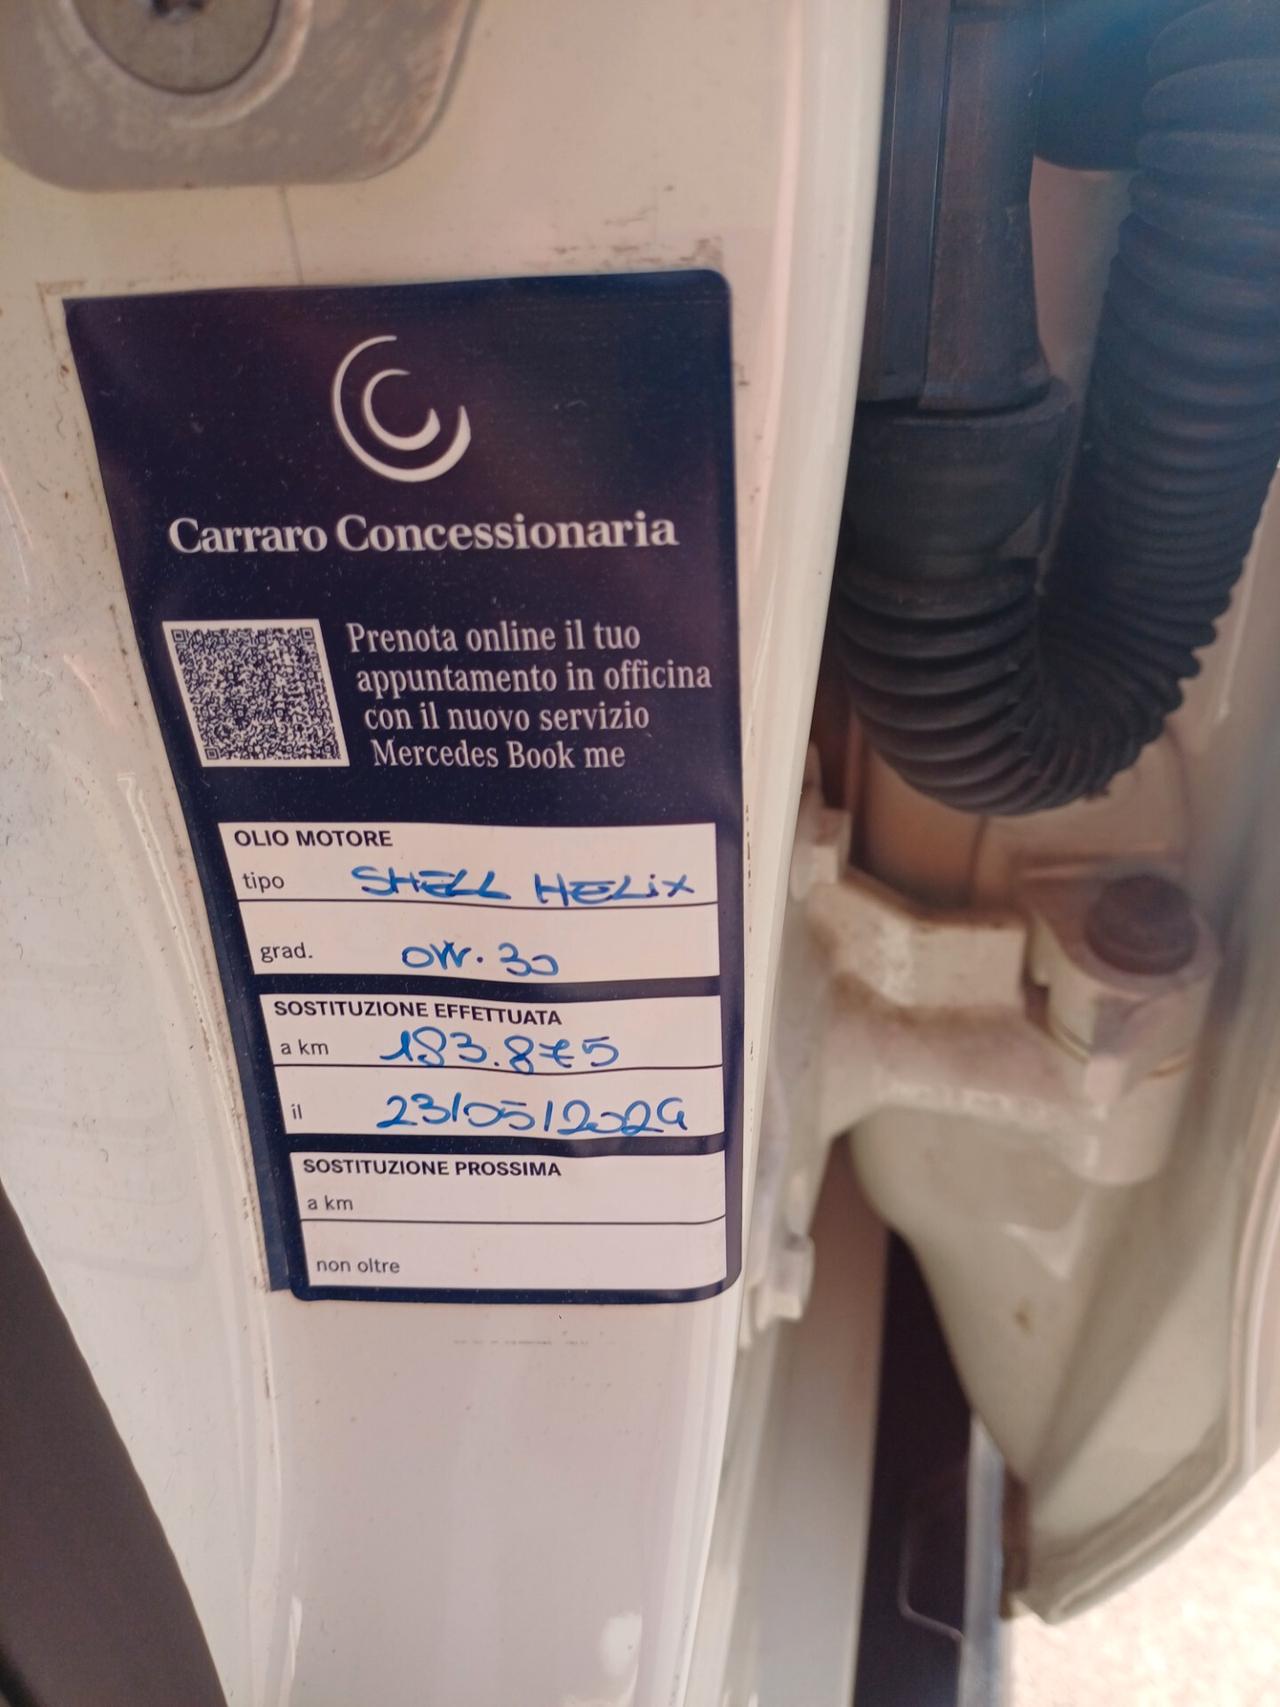 Carraro Concessionaria
Prenota online il tuo
appuntamento in officina
con il nuovo servizio
Mercedes Book me
OLIO MOTORE
tipo SHELL HELiX
grad. 0W.30
SOSTITUZIONE EFFETTUATA
a km 183.875
il 23/05/2024
SOSTITUZIONE PROSSIMA
a km
non oltre